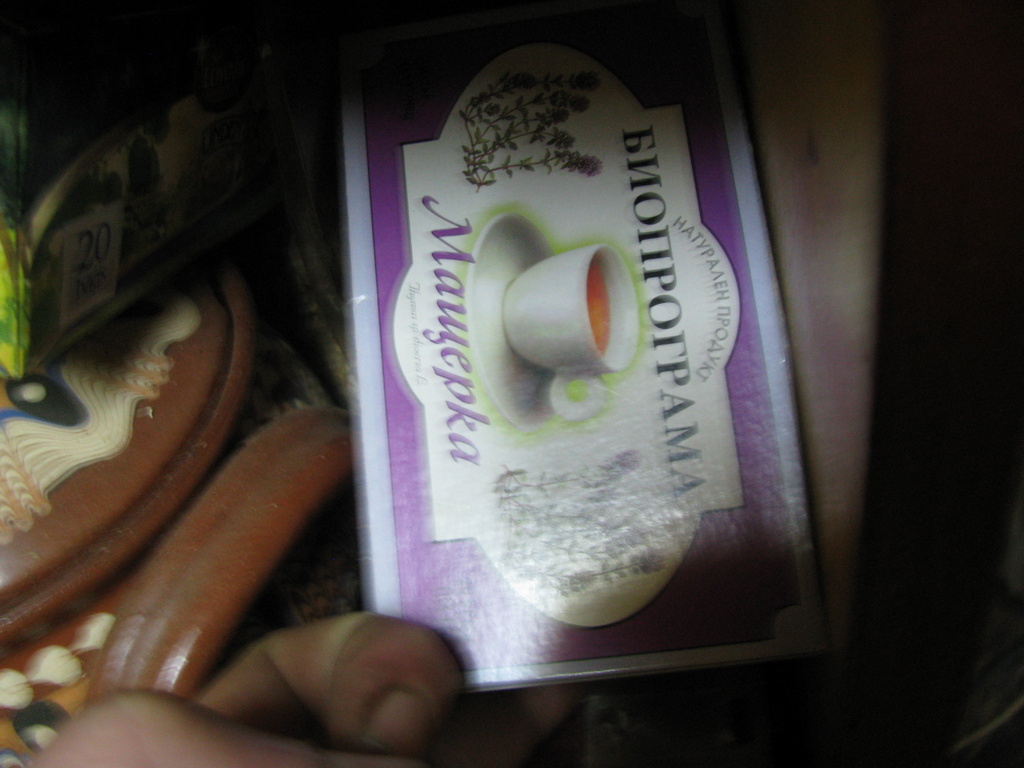 НАТУРАЛЕН ПРОДУКТ
БИОПРОГРАМА
Мащерка
20